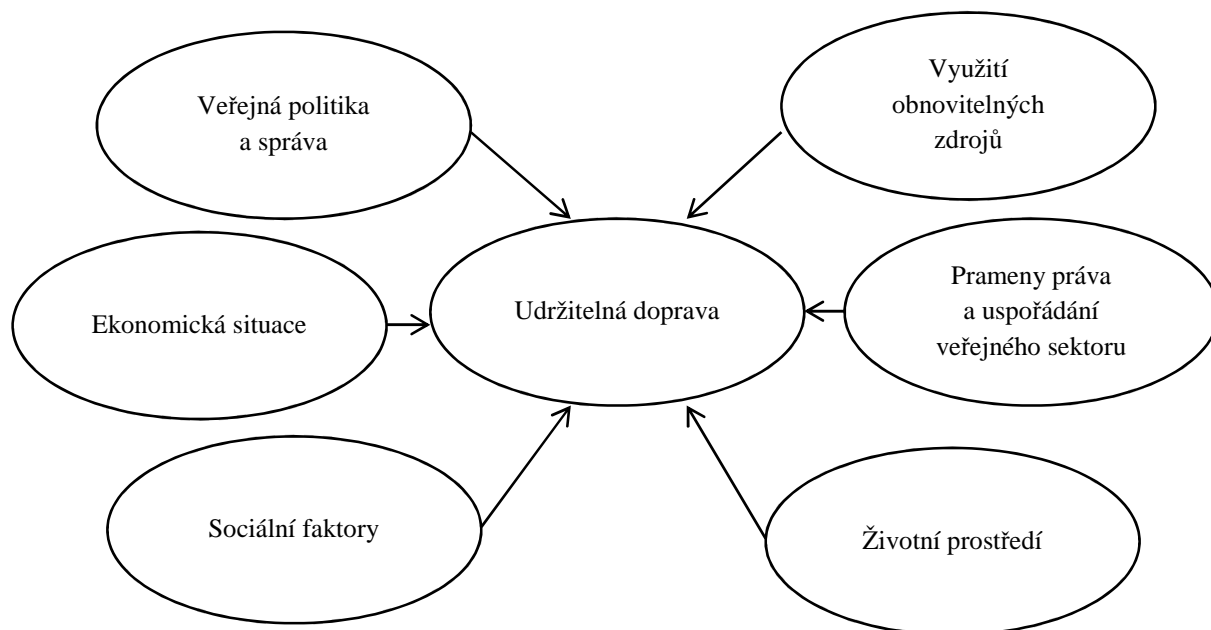 Veřejná politika
a správa
Využití
obnovitelných
zdrojů
Ekonomická situace
Udržitelná doprava
Prameny práva
a uspořádání
veřejného sektoru
Sociální faktory
Životní prostředí